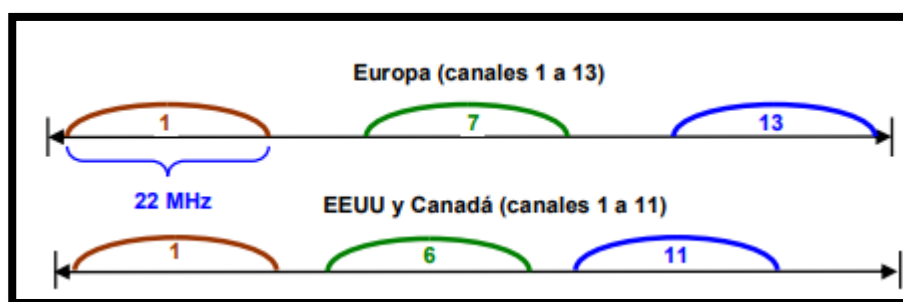 Europa (canales 1 a 13)
1 7 13
22 MHz
EEUU y Canadá (canales 1 a 11)
1 6 11